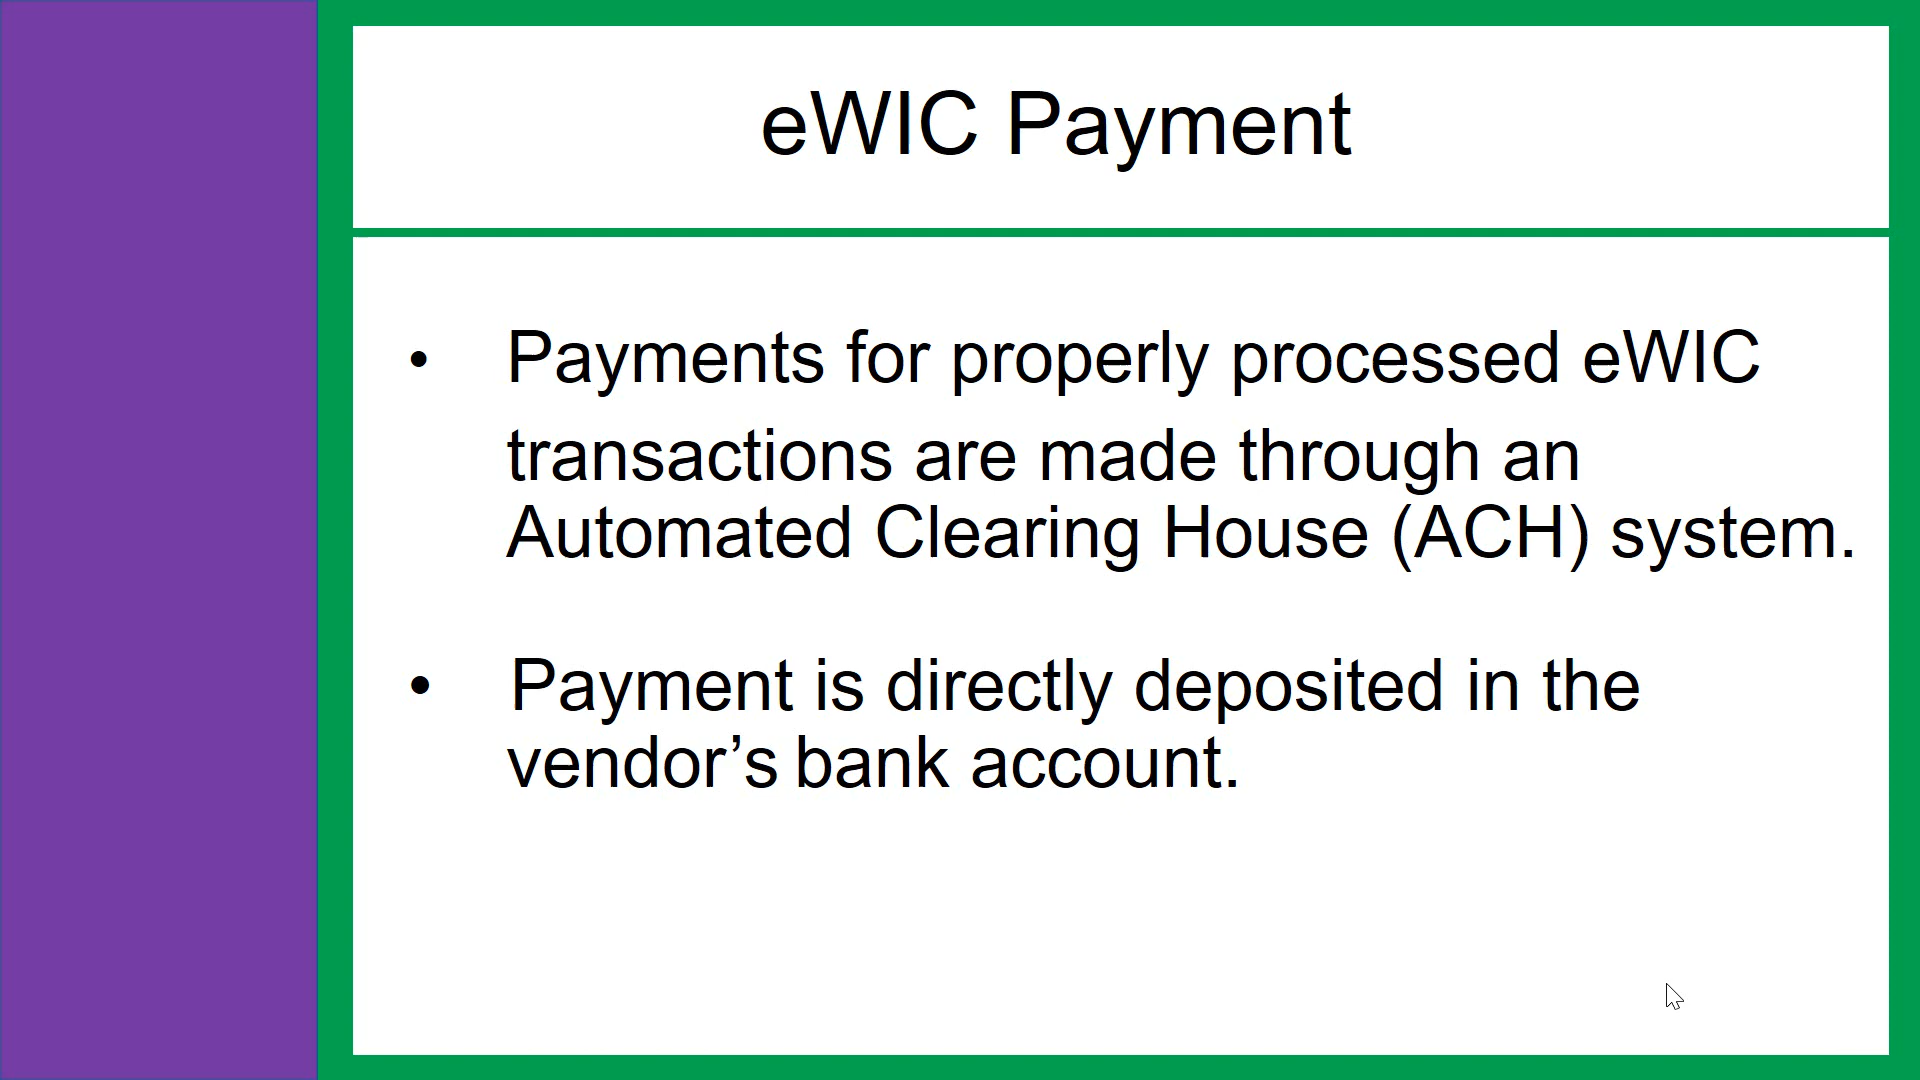 eWIC Payment
• Payments for properly processed eWIC
transactions are made through an
Automated Clearing House (ACH) system.
• Payment is directly deposited in the
vendor’s bank account.